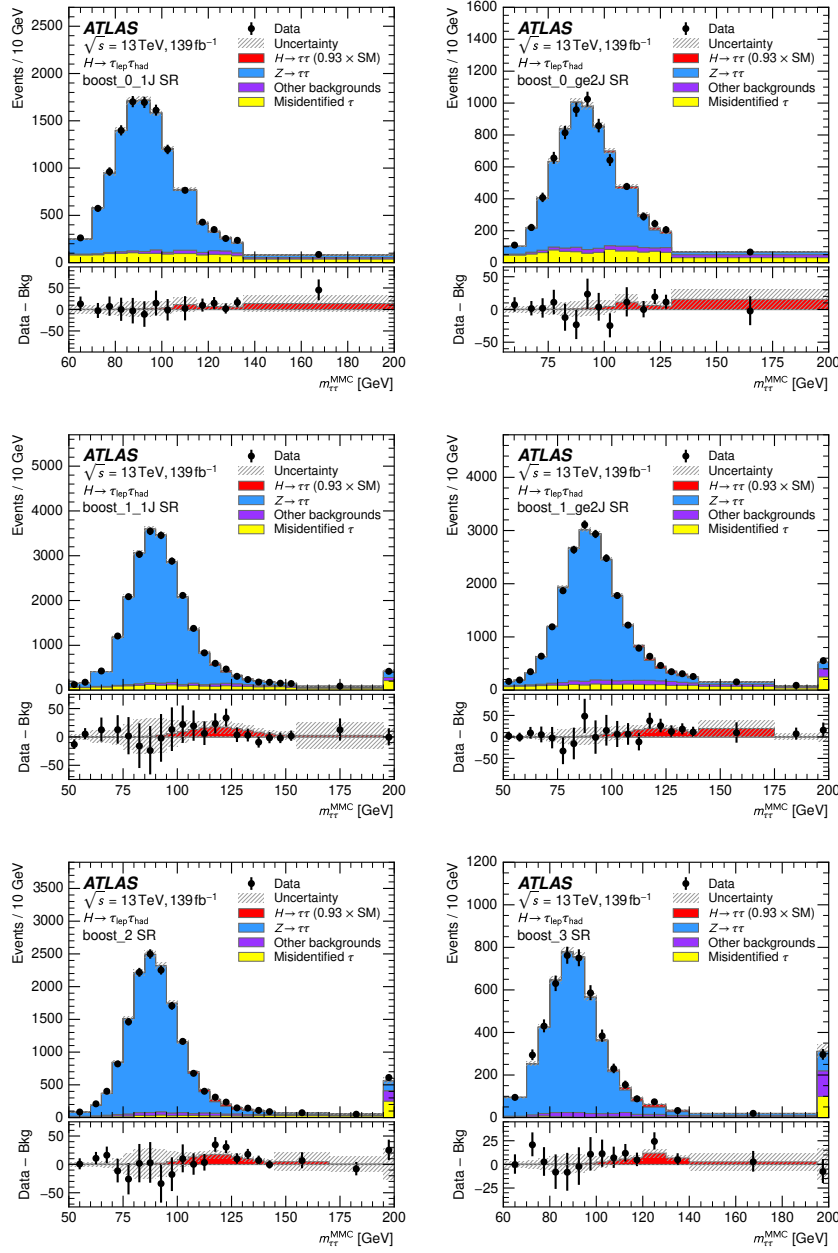 ATLAS
√s = 13 TeV, 139 fb⁻¹
H → τlepτhad
boost_0_1J SR
Data
Uncertainty
H → ττ (0.93 × SM)
Z → ττ
Other backgrounds
Misidentified τ
Events / 10 GeV
2500
2000
1500
1000
500
0
Data − Bkg
50
0
−50
60 80 100 120 140 160 180 200
mττ^MMC [GeV]
ATLAS
√s = 13 TeV, 139 fb⁻¹
H → τlepτhad
boost_0_ge2J SR
Data
Uncertainty
H → ττ (0.93 × SM)
Z → ττ
Other backgrounds
Misidentified τ
Events / 10 GeV
1600
1400
1200
1000
800
600
400
200
0
Data − Bkg
50
0
−50
75 100 125 150 175 200
mττ^MMC [GeV]
ATLAS
√s = 13 TeV, 139 fb⁻¹
H → τlepτhad
boost_1_1J SR
Data
Uncertainty
H → ττ (0.93 × SM)
Z → ττ
Other backgrounds
Misidentified τ
Events / 10 GeV
5000
4000
3000
2000
1000
0
Data − Bkg
50
0
−50
50 75 100 125 150 175 200
mττ^MMC [GeV]
ATLAS
√s = 13 TeV, 139 fb⁻¹
H → τlepτhad
boost_1_ge2J SR
Data
Uncertainty
H → ττ (0.93 × SM)
Z → ττ
Other backgrounds
Misidentified τ
Events / 10 GeV
4000
3000
2000
1000
0
Data − Bkg
50
0
−50
50 75 100 125 150 175 200
mττ^MMC [GeV]
ATLAS
√s = 13 TeV, 139 fb⁻¹
H → τlepτhad
boost_2 SR
Data
Uncertainty
H → ττ (0.93 × SM)
Z → ττ
Other backgrounds
Misidentified τ
Events / 10 GeV
3500
3000
2500
2000
1500
1000
500
0
Data − Bkg
50
0
−50
50 75 100 125 150 175 200
mττ^MMC [GeV]
ATLAS
√s = 13 TeV, 139 fb⁻¹
H → τlepτhad
boost_3 SR
Data
Uncertainty
H → ττ (0.93 × SM)
Z → ττ
Other backgrounds
Misidentified τ
Events / 10 GeV
1200
1000
800
600
400
200
0
Data − Bkg
25
0
−25
60 80 100 120 140 160 180 200
mττ^MMC [GeV]